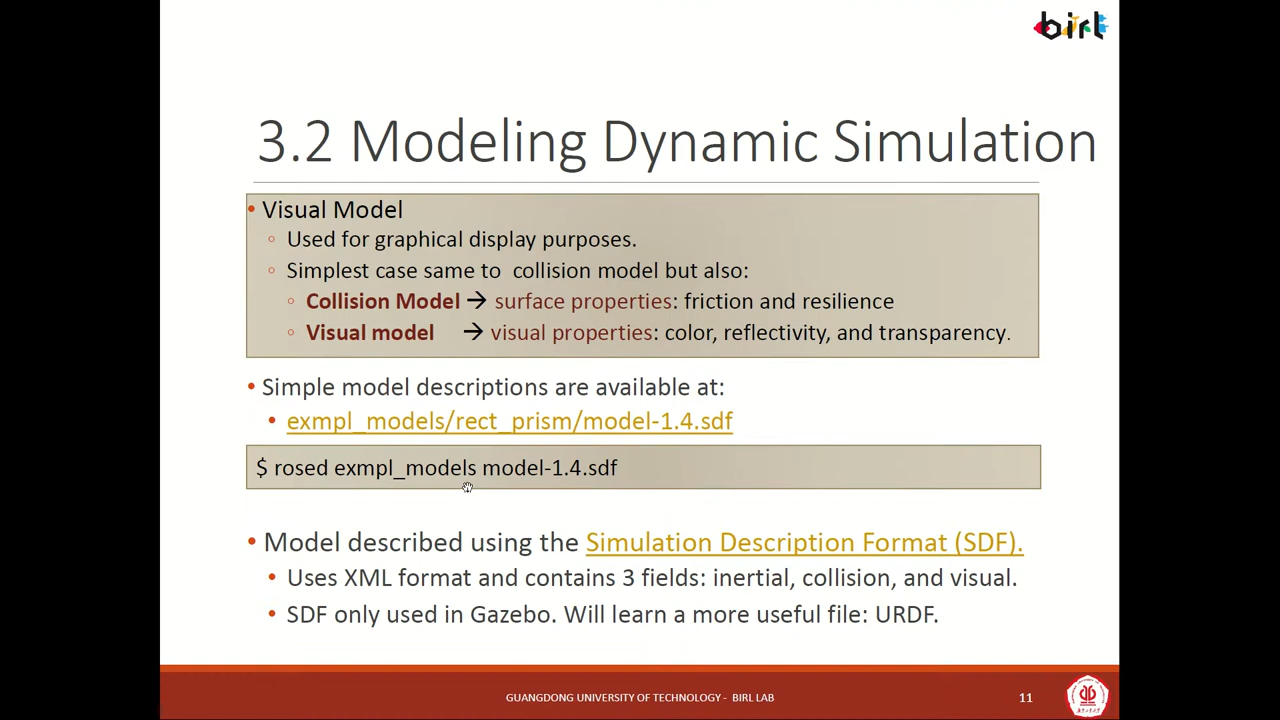 birl
3.2 Modeling Dynamic Simulation
• Visual Model
◦ Used for graphical display purposes.
◦ Simplest case same to collision model but also:
◦ Collision Model → surface properties: friction and resilience
◦ Visual model → visual properties: color, reflectivity, and transparency.
• Simple model descriptions are available at:
• exmpl_models/rect_prism/model-1.4.sdf
$ rosed exmpl_models model-1.4.sdf
• Model described using the Simulation Description Format (SDF).
• Uses XML format and contains 3 fields: inertial, collision, and visual.
• SDF only used in Gazebo. Will learn a more useful file: URDF.
GUANGDONG UNIVERSITY OF TECHNOLOGY - BIRL LAB
11